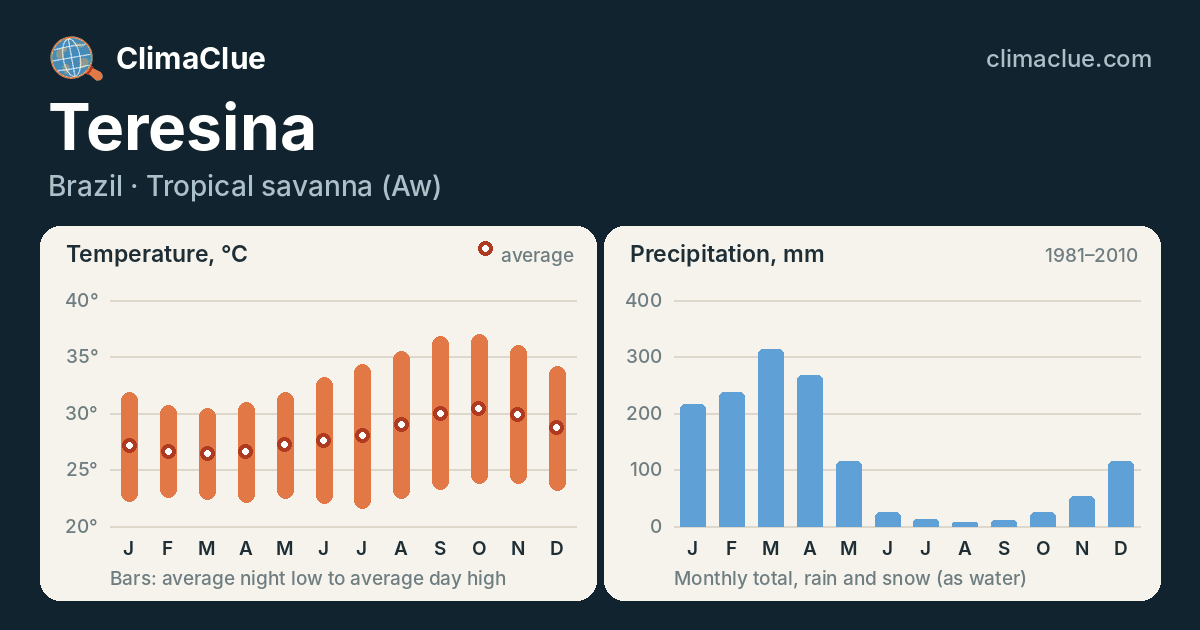 ClimaClue
climaclue.com
Teresina
Brazil · Tropical savanna (Aw)
Temperature, °C
average
40°
35°
30°
25°
20°
J F M A M J J A S O N D
Bars: average night low to average day high
Precipitation, mm
1981–2010
400
300
200
100
0
J F M A M J J A S O N D
Monthly total, rain and snow (as water)